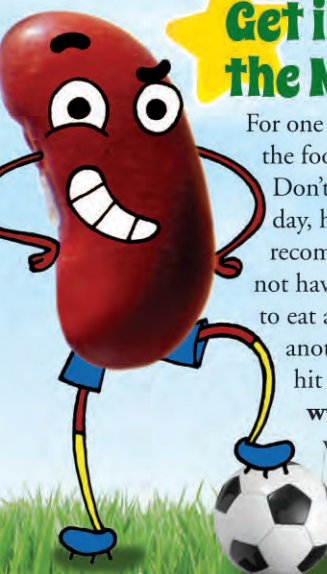 Get i
the M
For one
the foo
Don't
day, h
recom
not hav
to eat a
anot
hit
w